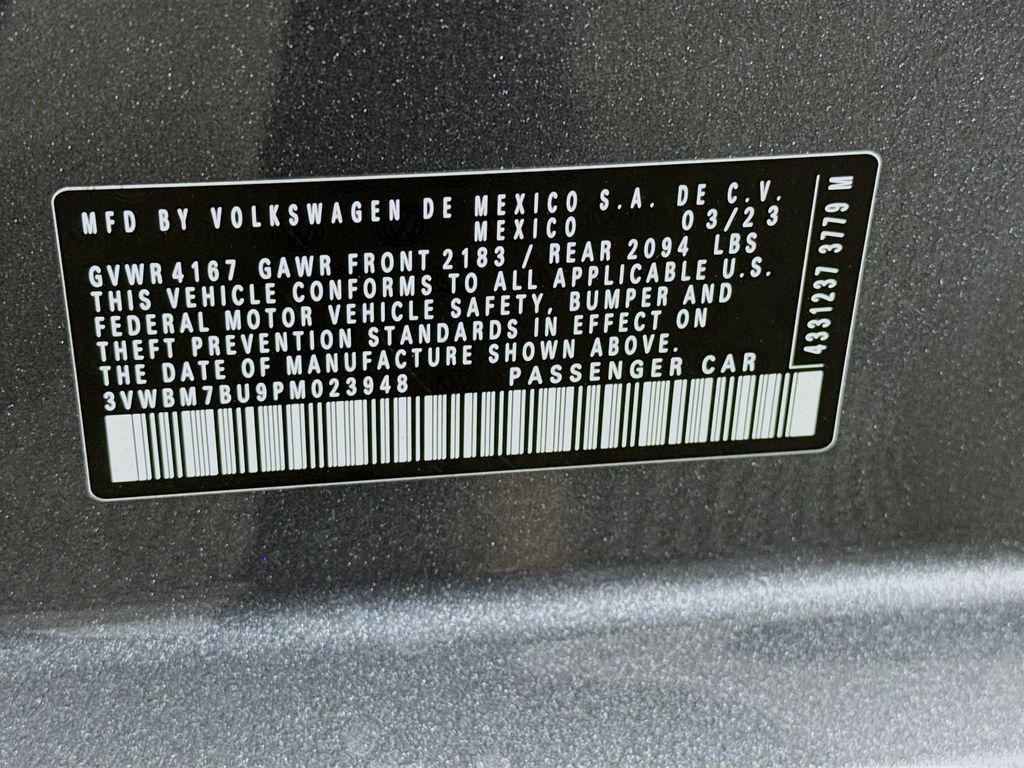 MFD BY VOLKSWAGEN DE MEXICO S.A. DE C.V.
MEXICO 03/23
GVWR 4167 GAWR FRONT 2183 / REAR 2094 LBS
THIS VEHICLE CONFORMS TO ALL APPLICABLE U.S.
FEDERAL MOTOR VEHICLE SAFETY, BUMPER AND
THEFT PREVENTION STANDARDS IN EFFECT ON
THE DATE OF MANUFACTURE SHOWN ABOVE.
3VWBM7BU9PM023948 PASSENGER CAR
4331237 3779 M